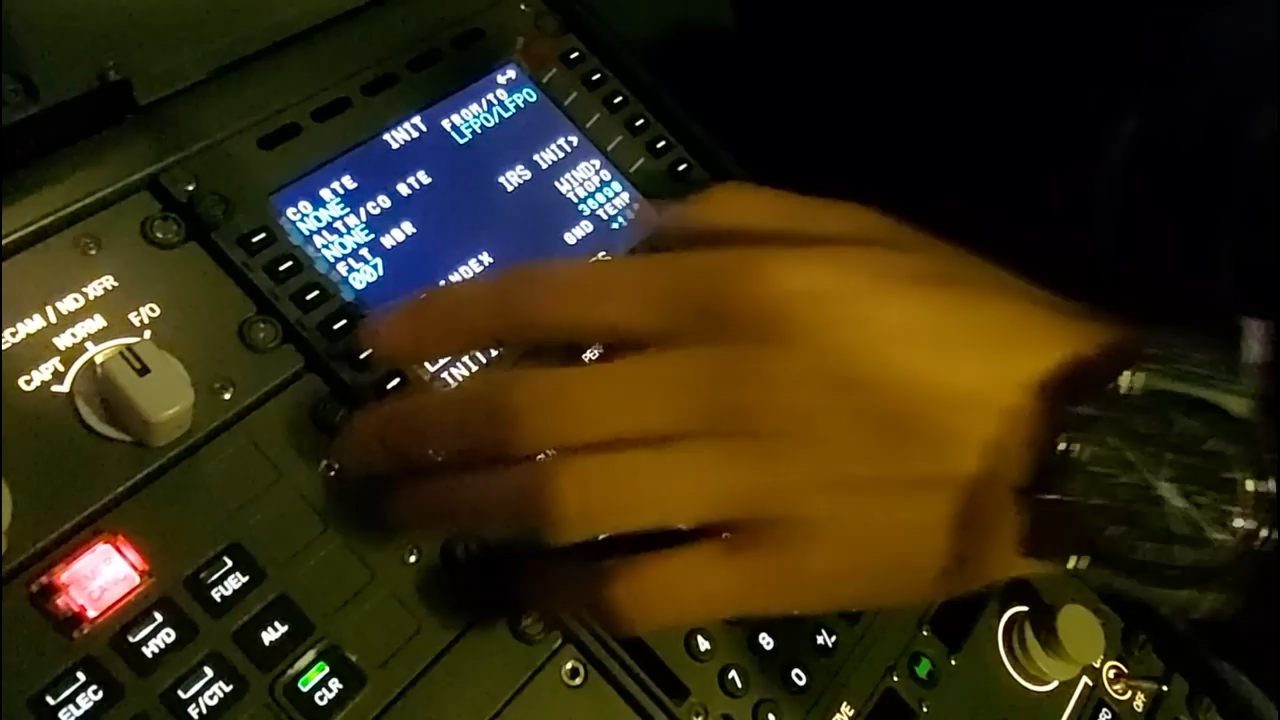 INIT
↔
FROM/TO
LFPO/LFPO
CO RTE
NONE
ALTN/CO RTE
NONE
IRS INIT>
FLT NBR
007
WIND>
TROPO
36090
GND TEMP
ECAM / ND XFR
CAPT
NORM
F/O
FUEL
HYD
ALL
ELEC
F/CTL
CLR
4
8
+/-
7
0
OFF